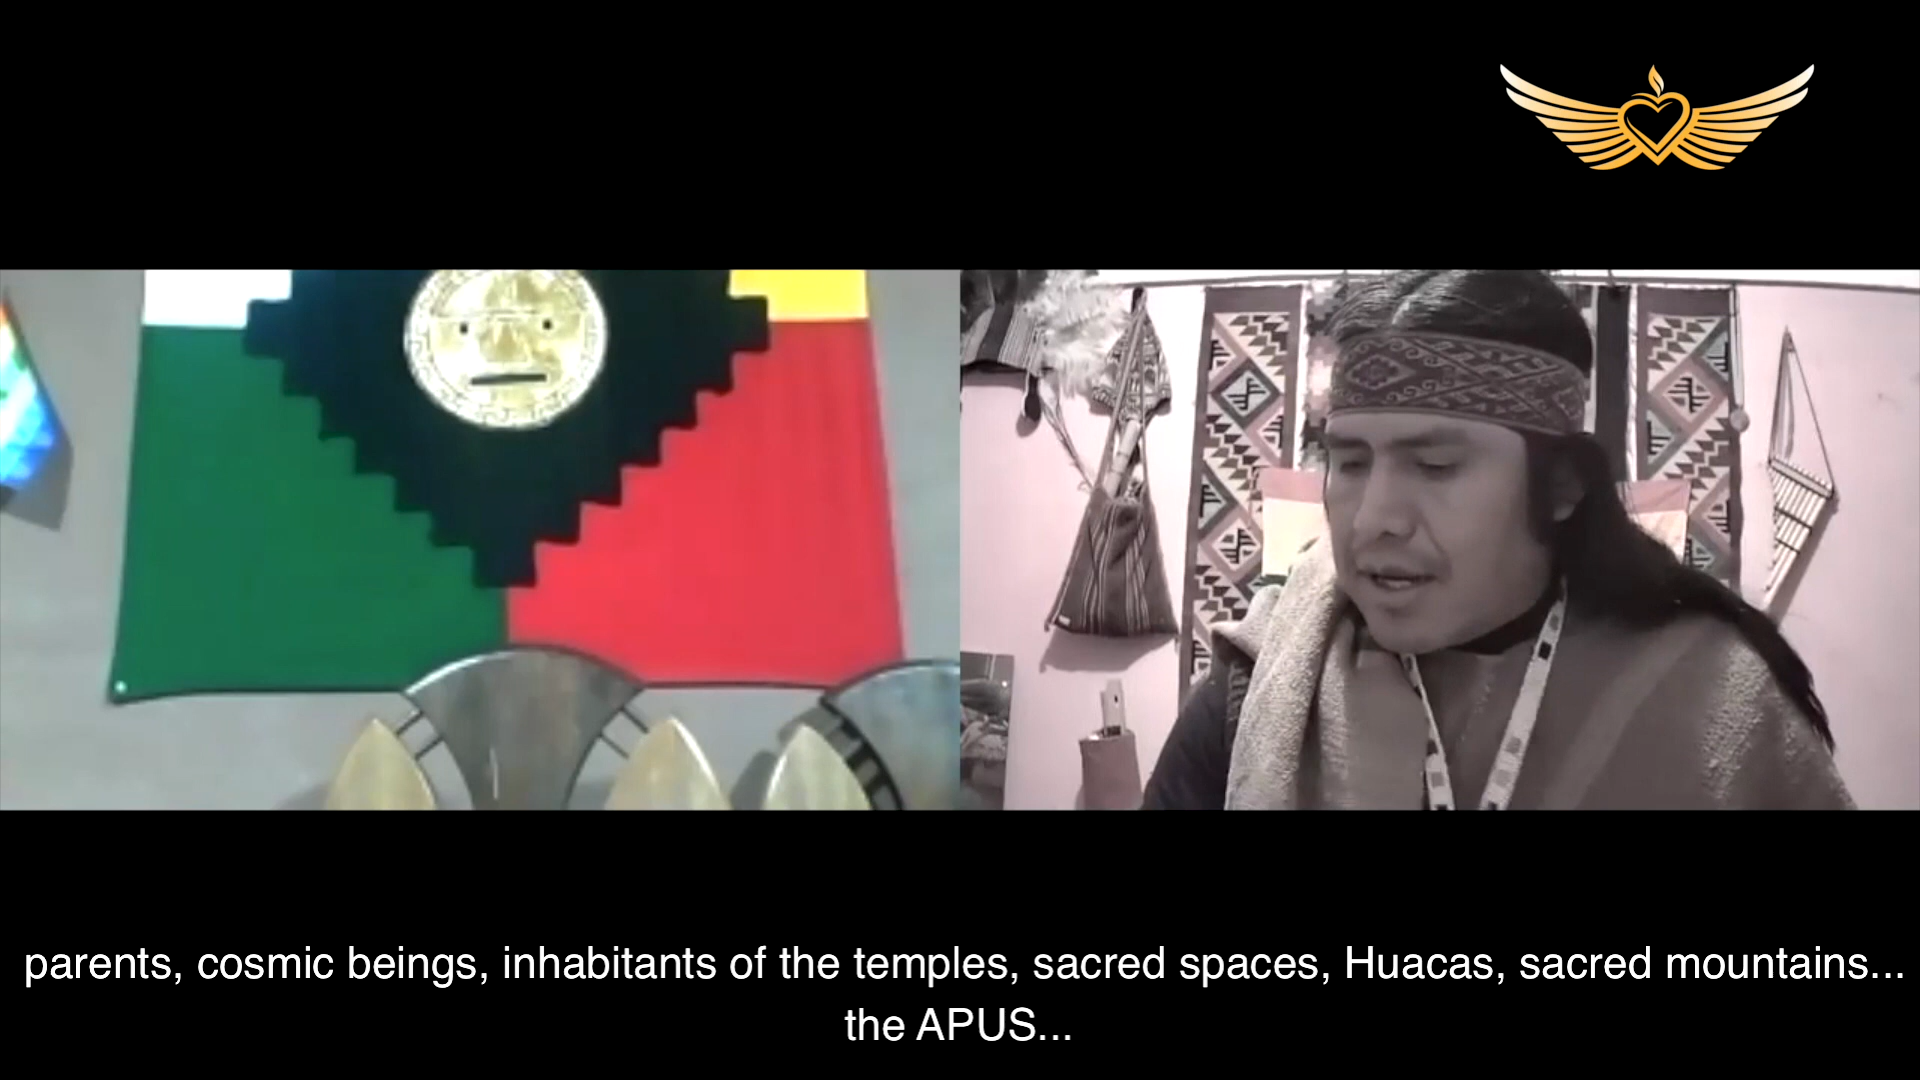 parents, cosmic beings, inhabitants of the temples, sacred spaces, Huacas, sacred mountains...
the APUS...